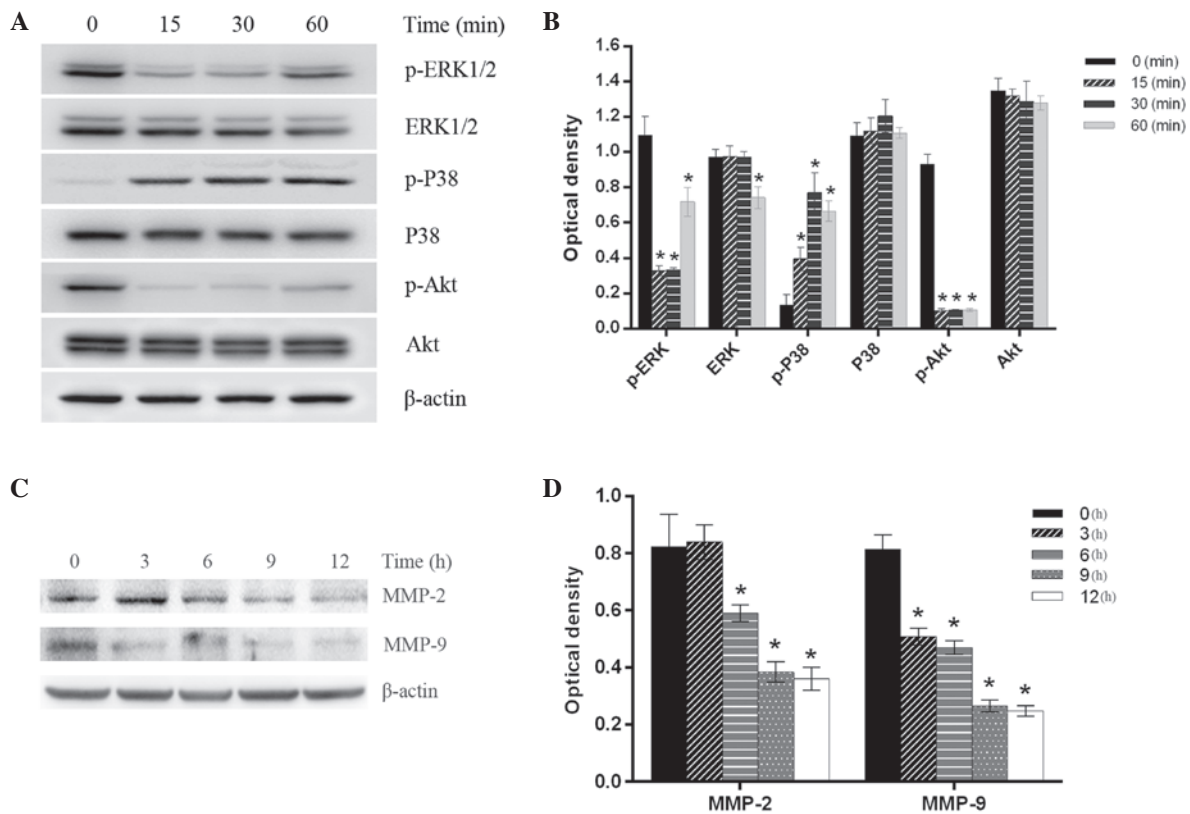 A
0 15 30 60 Time (min)
p-ERK1/2
ERK1/2
p-P38
P38
p-Akt
Akt
β-actin
B
Optical density
1.6
1.4
1.2
1.0
0.8
0.6
0.4
0.2
0.0
* * *
*
* * *
* * *
p-ERK ERK p-P38 P38 p-Akt Akt
0 (min)
15 (min)
30 (min)
60 (min)
C
0 3 6 9 12 Time (h)
MMP-2
MMP-9
β-actin
D
Optical density
1.0
0.8
0.6
0.4
0.2
0.0
* * *
* * * *
MMP-2 MMP-9
0 (h)
3 (h)
6 (h)
9 (h)
12 (h)